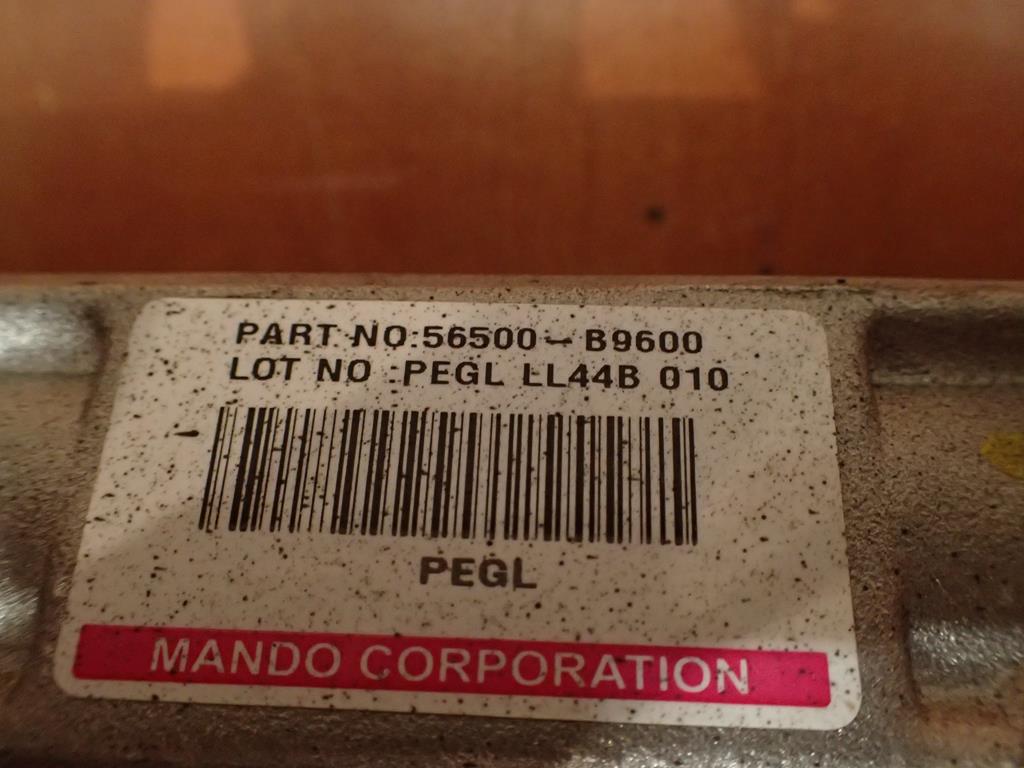 PART NO:56500-B9600
LOT NO :PEGL LL44B 010
PEGL
MANDO CORPORATION